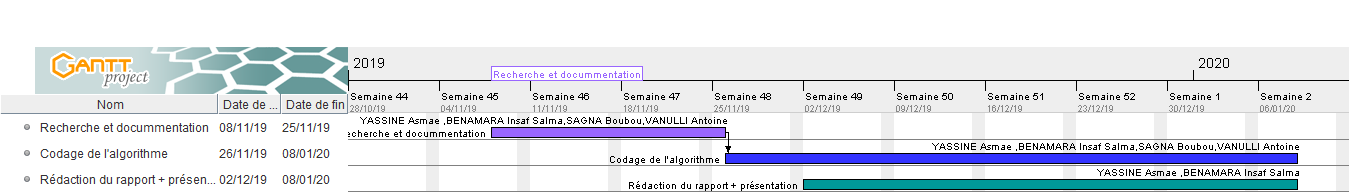 2019
2020
GANTT
project
Recherche et docummentation
Nom
Date de ...
Date de fin
Semaine 44
Semaine 45
Semaine 46
Semaine 47
Semaine 48
Semaine 49
Semaine 50
Semaine 51
Semaine 52
Semaine 1
Semaine 2
28/10/19
04/11/19
11/11/19
18/11/19
25/11/19
02/12/19
09/12/19
16/12/19
23/12/19
30/12/19
06/01/20
YASSINE Asmae ,BENAMARA Insaf Salma,SAGNA Boubou,VANULLI Antoine
Recherche et docummentation
08/11/19
25/11/19
echerche et docummentation
YASSINE Asmae ,BENAMARA Insaf Salma,SAGNA Boubou,VANULLI Antoine
Codage de l'algorithme
26/11/19
08/01/20
Codage de l'algorithme
YASSINE Asmae ,BENAMARA Insaf Salma
Rédaction du rapport + présen...
02/12/19
08/01/20
Rédaction du rapport + présentation